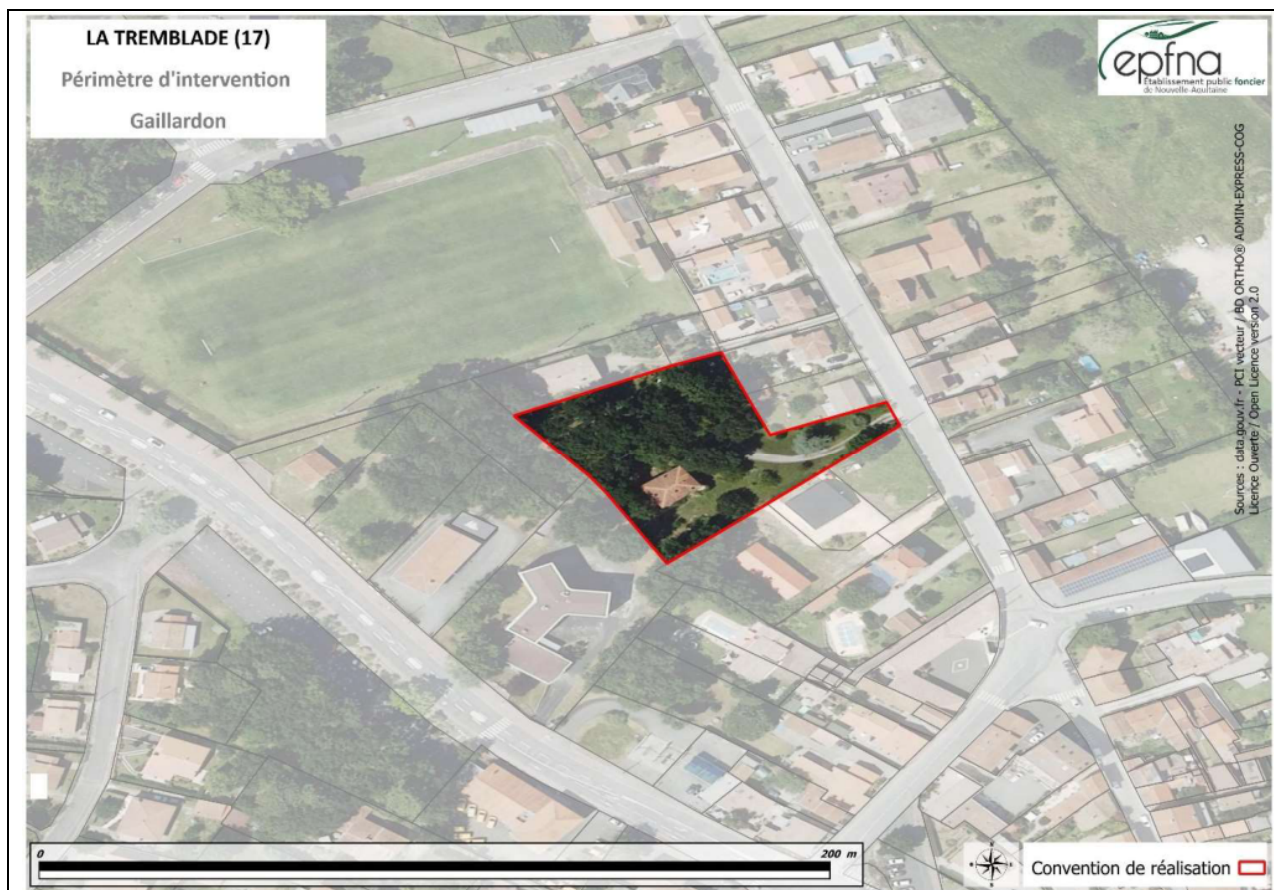 LA TREMBLADE (17)
Périmètre d'intervention
Gaillardon
epfna
Établissement public foncier
de Nouvelle-Aquitaine
Sources : data.gouv.fr - PCI vecteur / BD ORTHO® ADMIN-EXPRESS-COG
Licence Ouverte / Open Licence version 2.0
0
200 m
Convention de réalisation